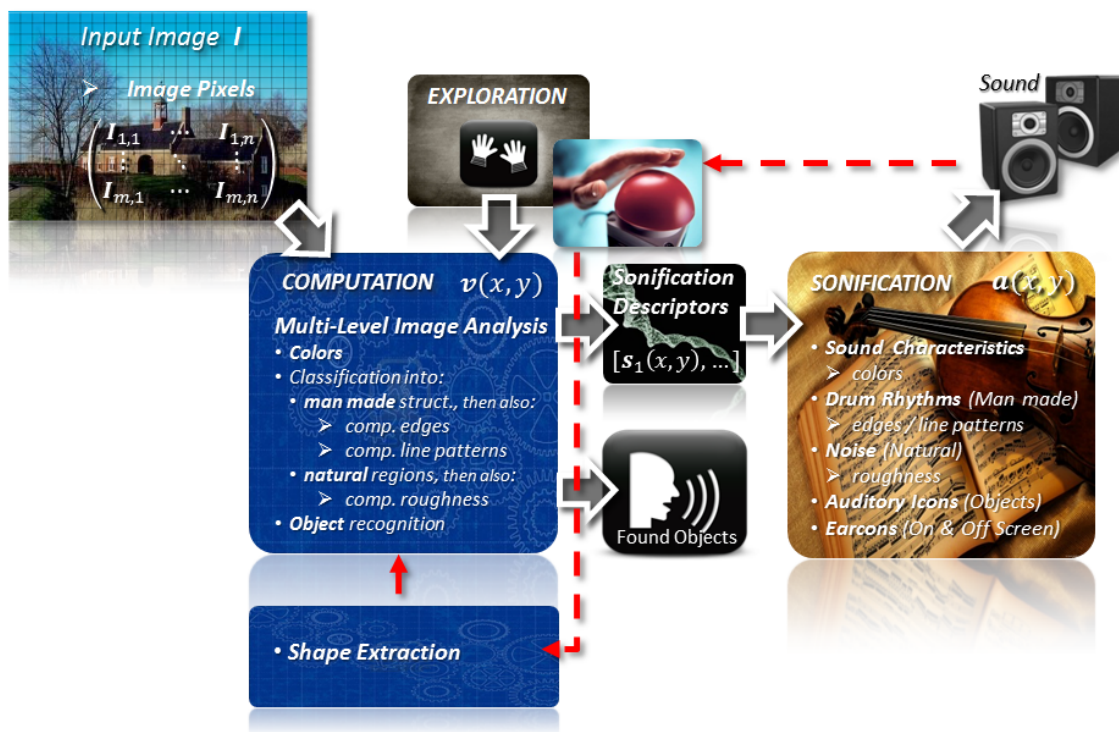 Input Image I
➢ Image Pixels
I1,1 ⋯ I1,n
⋮ ⋱ ⋮
Im,1 ⋯ Im,n
EXPLORATION
Sound
COMPUTATION v(x, y)
Multi-Level Image Analysis
• Colors
• Classification into:
• man made struct., then also:
➢ comp. edges
➢ comp. line patterns
• natural regions, then also:
➢ comp. roughness
• Object recognition
Sonification
Descriptors
[s1(x, y), ...]
Found Objects
SONIFICATION a(x, y)
• Sound Characteristics
➢ colors
• Drum Rhythms (Man made)
➢ edges / line patterns
• Noise (Natural)
➢ roughness
• Auditory Icons (Objects)
• Earcons (On & Off Screen)
• Shape Extraction